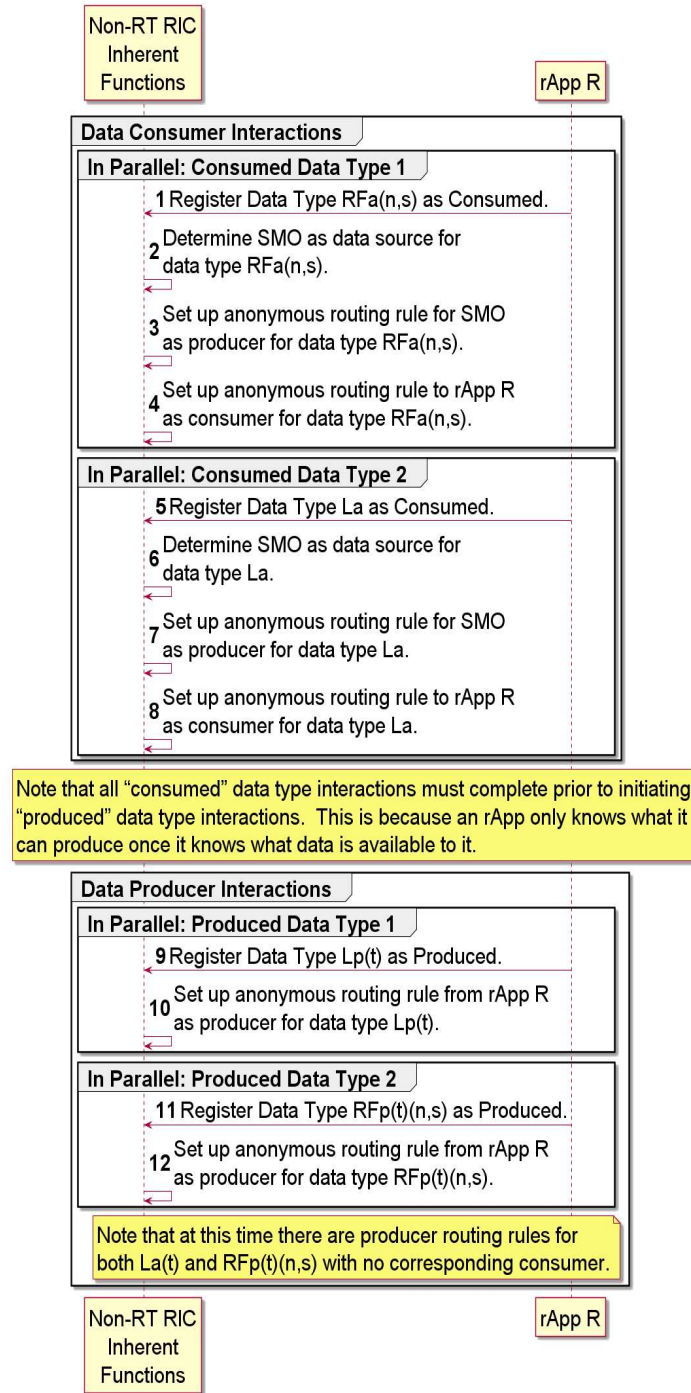 Non-RT RIC
Inherent
Functions
rApp R
Data Consumer Interactions
In Parallel: Consumed Data Type 1
1 Register Data Type RFa(n,s) as Consumed.
2 Determine SMO as data source for
data type RFa(n,s).
3 Set up anonymous routing rule for SMO
as producer for data type RFa(n,s).
4 Set up anonymous routing rule to rApp R
as consumer for data type RFa(n,s).
In Parallel: Consumed Data Type 2
5 Register Data Type La as Consumed.
6 Determine SMO as data source for
data type La.
7 Set up anonymous routing rule for SMO
as producer for data type La.
8 Set up anonymous routing rule to rApp R
as consumer for data type La.
Note that all “consumed” data type interactions must complete prior to initiating
“produced” data type interactions.  This is because an rApp only knows what it
can produce once it knows what data is available to it.
Data Producer Interactions
In Parallel: Produced Data Type 1
9 Register Data Type Lp(t) as Produced.
10 Set up anonymous routing rule from rApp R
as producer for data type Lp(t).
In Parallel: Produced Data Type 2
11 Register Data Type RFp(t)(n,s) as Produced.
12 Set up anonymous routing rule from rApp R
as producer for data type RFp(t)(n,s).
Note that at this time there are producer routing rules for
both La(t) and RFp(t)(n,s) with no corresponding consumer.
Non-RT RIC
Inherent
Functions
rApp R